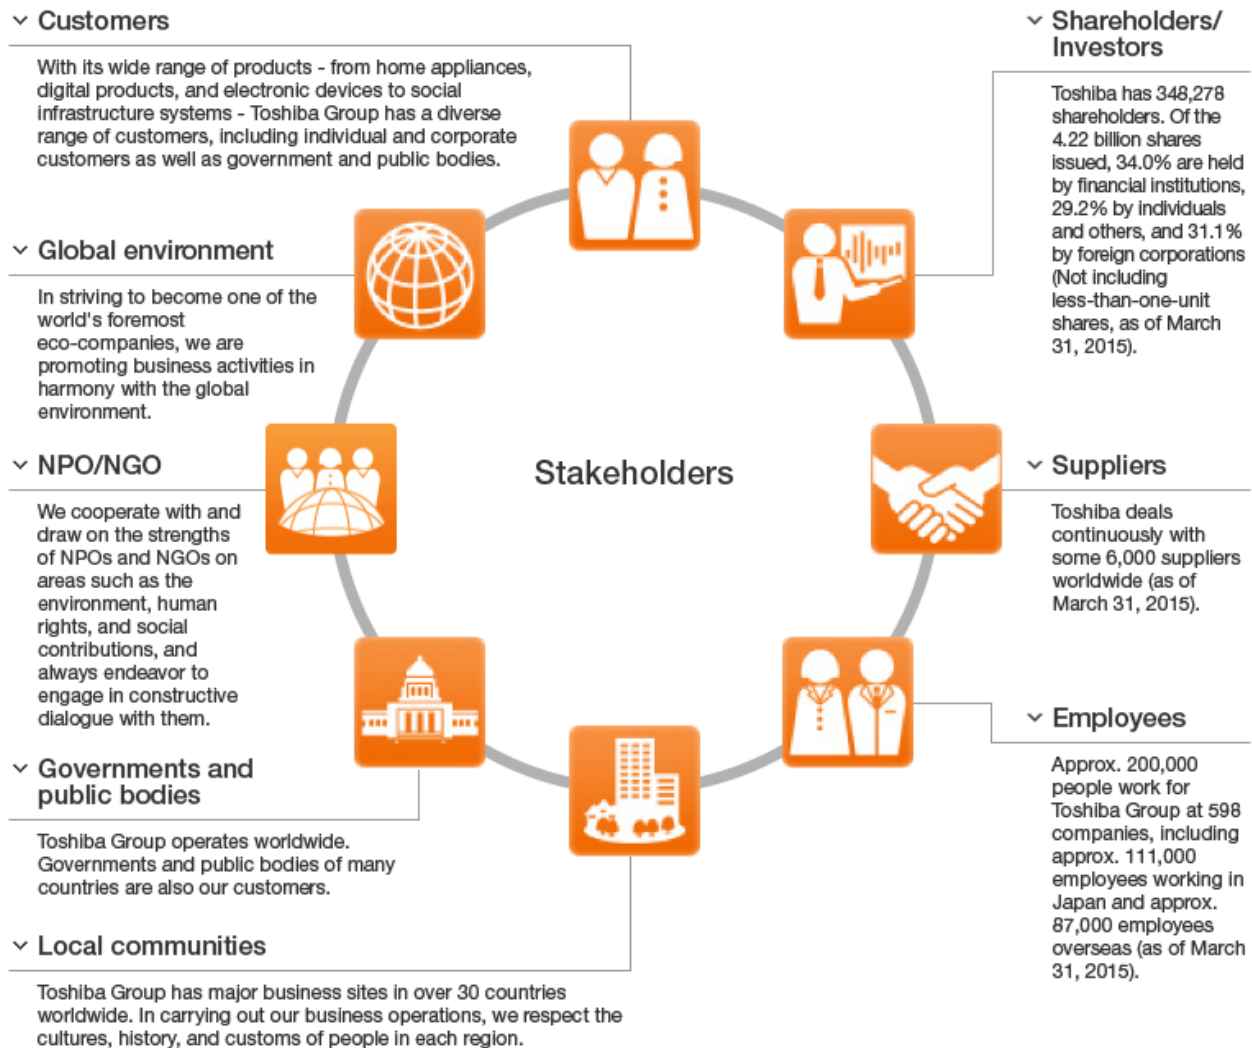 Customers
With its wide range of products - from home appliances,
digital products, and electronic devices to social
infrastructure systems - Toshiba Group has a diverse
range of customers, including individual and corporate
customers as well as government and public bodies.
Shareholders/
Investors
Toshiba has 348,278
shareholders. Of the
4.22 billion shares
issued, 34.0% are held
by financial institutions,
29.2% by individuals
and others, and 31.1%
by foreign corporations
(Not including
less-than-one-unit
shares, as of March
31, 2015).
Global environment
In striving to become one of the
world's foremost
eco-companies, we are
promoting business activities in
harmony with the global
environment.
NPO/NGO
We cooperate with and
draw on the strengths
of NPOs and NGOs on
areas such as the
environment, human
rights, and social
contributions, and
always endeavor to
engage in constructive
dialogue with them.
Stakeholders
Suppliers
Toshiba deals
continuously with
some 6,000 suppliers
worldwide (as of
March 31, 2015).
Employees
Approx. 200,000
people work for
Toshiba Group at 598
companies, including
approx. 111,000
employees working in
Japan and approx.
87,000 employees
overseas (as of March
31, 2015).
Governments and
public bodies
Toshiba Group operates worldwide.
Governments and public bodies of many
countries are also our customers.
Local communities
Toshiba Group has major business sites in over 30 countries
worldwide. In carrying out our business operations, we respect the
cultures, history, and customs of people in each region.